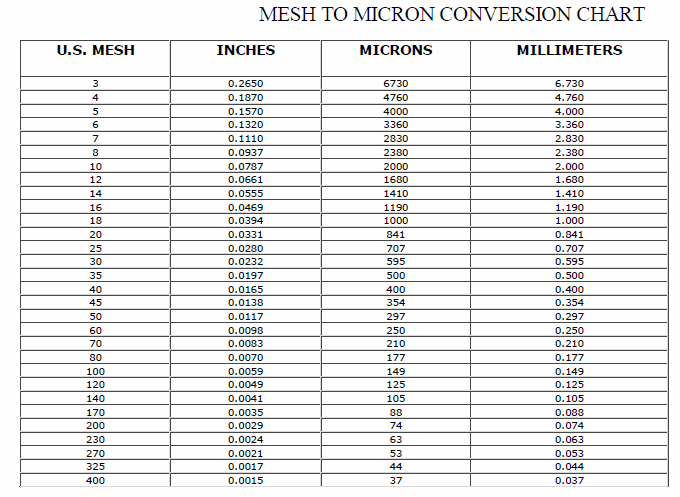 MESH TO MICRON CONVERSION CHART
U.S. MESH INCHES MICRONS MILLIMETERS
3 0.2650 6730 6.730
4 0.1870 4760 4.760
5 0.1570 4000 4.000
6 0.1320 3360 3.360
7 0.1110 2830 2.830
8 0.0937 2380 2.380
10 0.0787 2000 2.000
12 0.0661 1680 1.680
14 0.0555 1410 1.410
16 0.0469 1190 1.190
18 0.0394 1000 1.000
20 0.0331 841 0.841
25 0.0280 707 0.707
30 0.0232 595 0.595
35 0.0197 500 0.500
40 0.0165 400 0.400
45 0.0138 354 0.354
50 0.0117 297 0.297
60 0.0098 250 0.250
70 0.0083 210 0.210
80 0.0070 177 0.177
100 0.0059 149 0.149
120 0.0049 125 0.125
140 0.0041 105 0.105
170 0.0035 88 0.088
200 0.0029 74 0.074
230 0.0024 63 0.063
270 0.0021 53 0.053
325 0.0017 44 0.044
400 0.0015 37 0.037